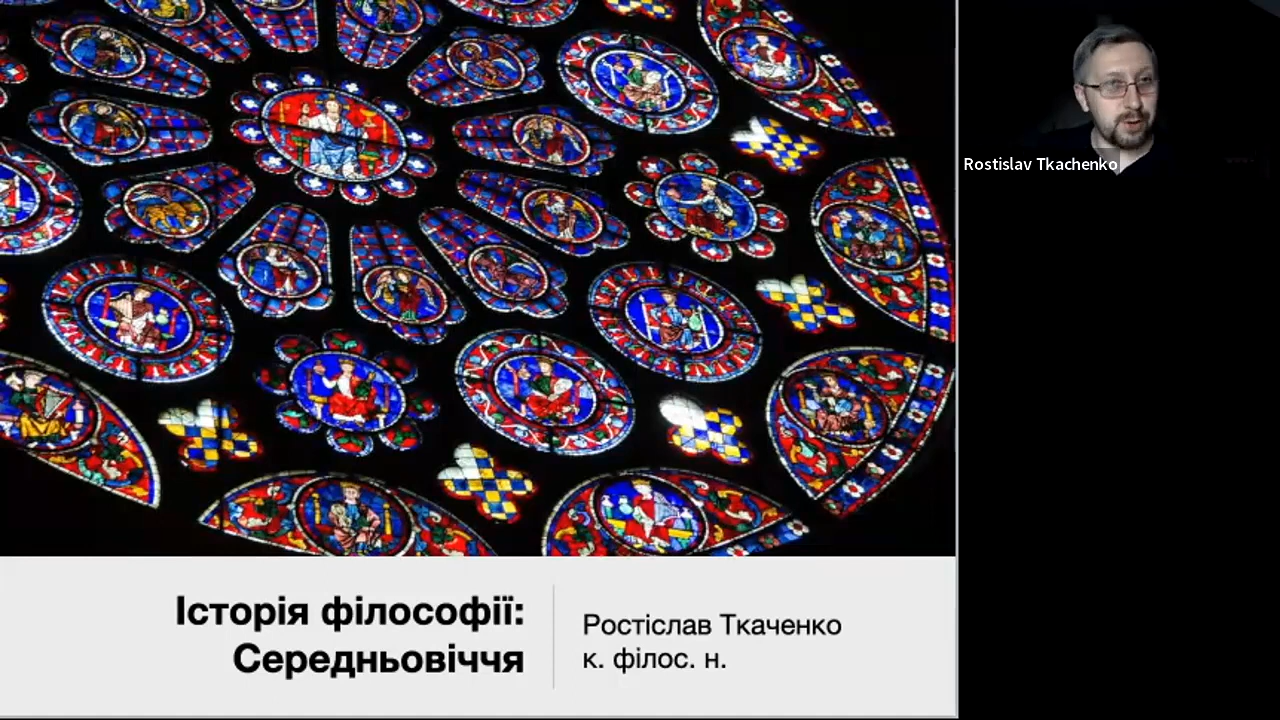 Rostislav Tkachenko
Історія філософії:
Середньовіччя
Ростіслав Ткаченко
к. філос. н.